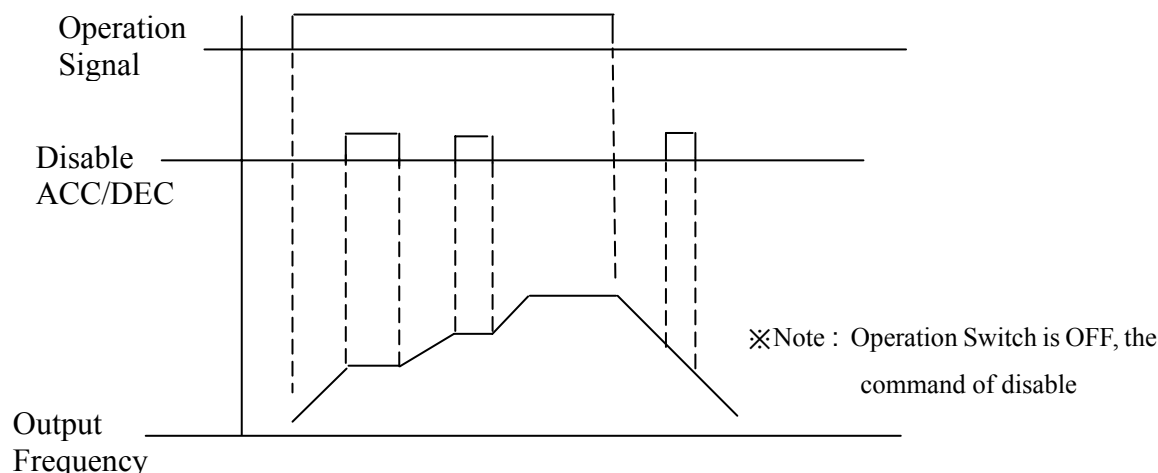 Operation
Signal
Disable
ACC/DEC
※Note : Operation Switch is OFF, the
command of disable
Output
Frequency